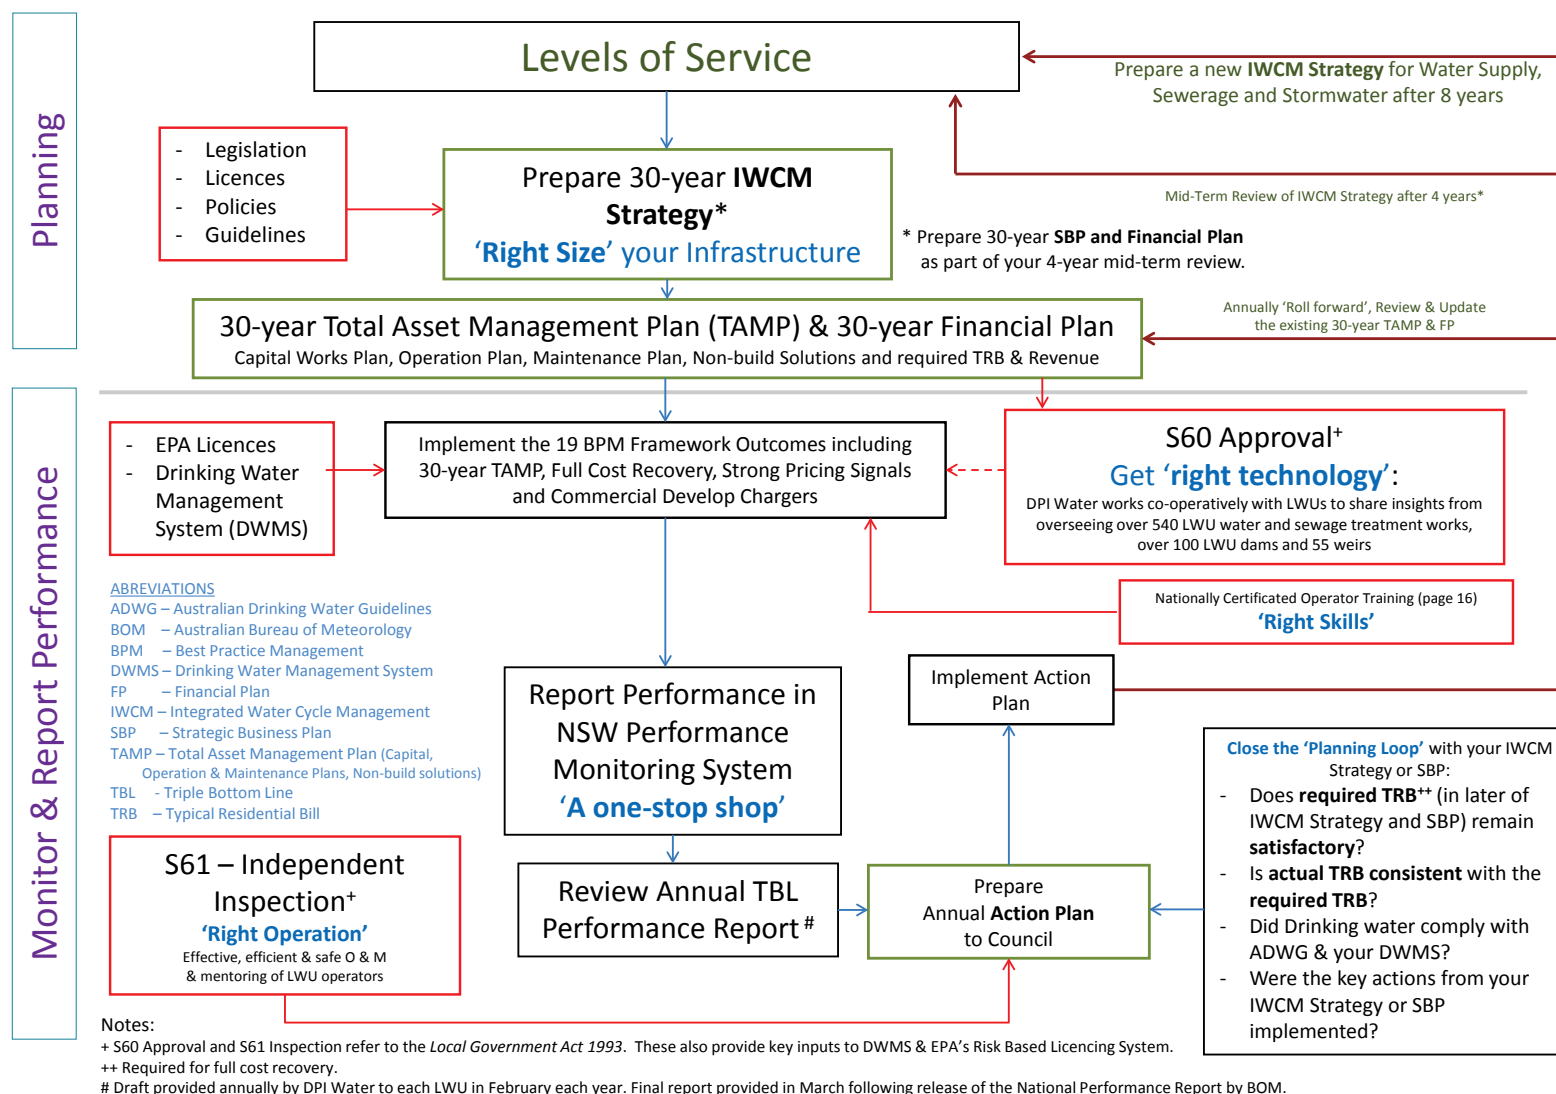 Planning
Levels of Service
Prepare a new IWCM Strategy for Water Supply,
Sewerage and Stormwater after 8 years
- Legislation
- Licences
- Policies
- Guidelines
Prepare 30-year IWCM
Strategy*
‘Right Size’ your Infrastructure
Mid-Term Review of IWCM Strategy after 4 years*
* Prepare 30-year SBP and Financial Plan
as part of your 4-year mid-term review.
30-year Total Asset Management Plan (TAMP) & 30-year Financial Plan
Capital Works Plan, Operation Plan, Maintenance Plan, Non-build Solutions and required TRB & Revenue
Annually ‘Roll forward’, Review & Update
the existing 30-year TAMP & FP
Monitor & Report Performance
- EPA Licences
- Drinking Water
Management
System (DWMS)
Implement the 19 BPM Framework Outcomes including
30-year TAMP, Full Cost Recovery, Strong Pricing Signals
and Commercial Develop Chargers
S60 Approval+
Get ‘right technology’:
DPI Water works co-operatively with LWUs to share insights from
overseeing over 540 LWU water and sewage treatment works,
over 100 LWU dams and 55 weirs
Nationally Certificated Operator Training (page 16)
‘Right Skills’
ABREVIATIONS
ADWG – Australian Drinking Water Guidelines
BOM – Australian Bureau of Meteorology
BPM – Best Practice Management
DWMS – Drinking Water Management System
FP – Financial Plan
IWCM – Integrated Water Cycle Management
SBP – Strategic Business Plan
TAMP – Total Asset Management Plan (Capital,
Operation & Maintenance Plans, Non-build solutions)
TBL - Triple Bottom Line
TRB – Typical Residential Bill
Report Performance in
NSW Performance
Monitoring System
‘A one-stop shop’
Implement Action
Plan
Close the ‘Planning Loop’ with your IWCM
Strategy or SBP:
- Does required TRB++ (in later of
IWCM Strategy and SBP) remain
satisfactory?
- Is actual TRB consistent with the
required TRB?
- Did Drinking water comply with
ADWG & your DWMS?
- Were the key actions from your
IWCM Strategy or SBP
implemented?
S61 – Independent
Inspection+
‘Right Operation’
Effective, efficient & safe O & M
& mentoring of LWU operators
Review Annual TBL
Performance Report #
Prepare
Annual Action Plan
to Council
Notes:
+ S60 Approval and S61 Inspection refer to the Local Government Act 1993. These also provide key inputs to DWMS & EPA’s Risk Based Licencing System.
++ Required for full cost recovery.
# Draft provided annually by DPI Water to each LWU in February each year. Final report provided in March following release of the National Performance Report by BOM.